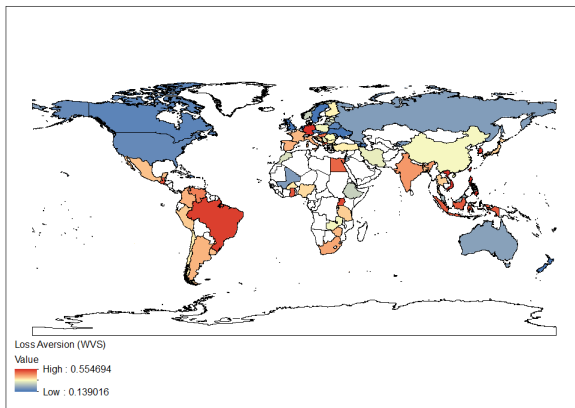 Loss Aversion (WVS)
Value
High : 0.554694
Low : 0.139016